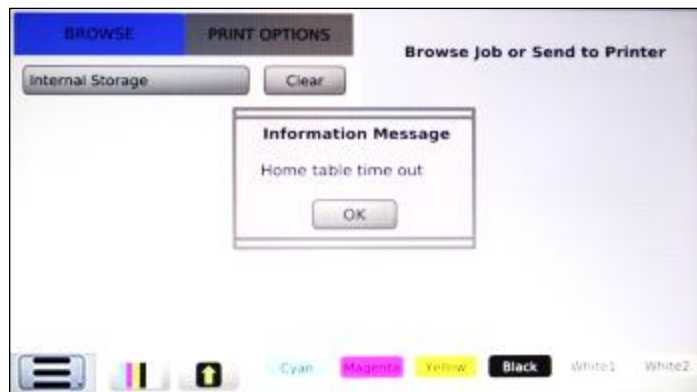 BROWSE
PRINT OPTIONS
Browse Job or Send to Printer
Internal Storage
Clear
Information Message
Home table time out
OK
Cyan
Magenta
Yellow
Black
White1
White2